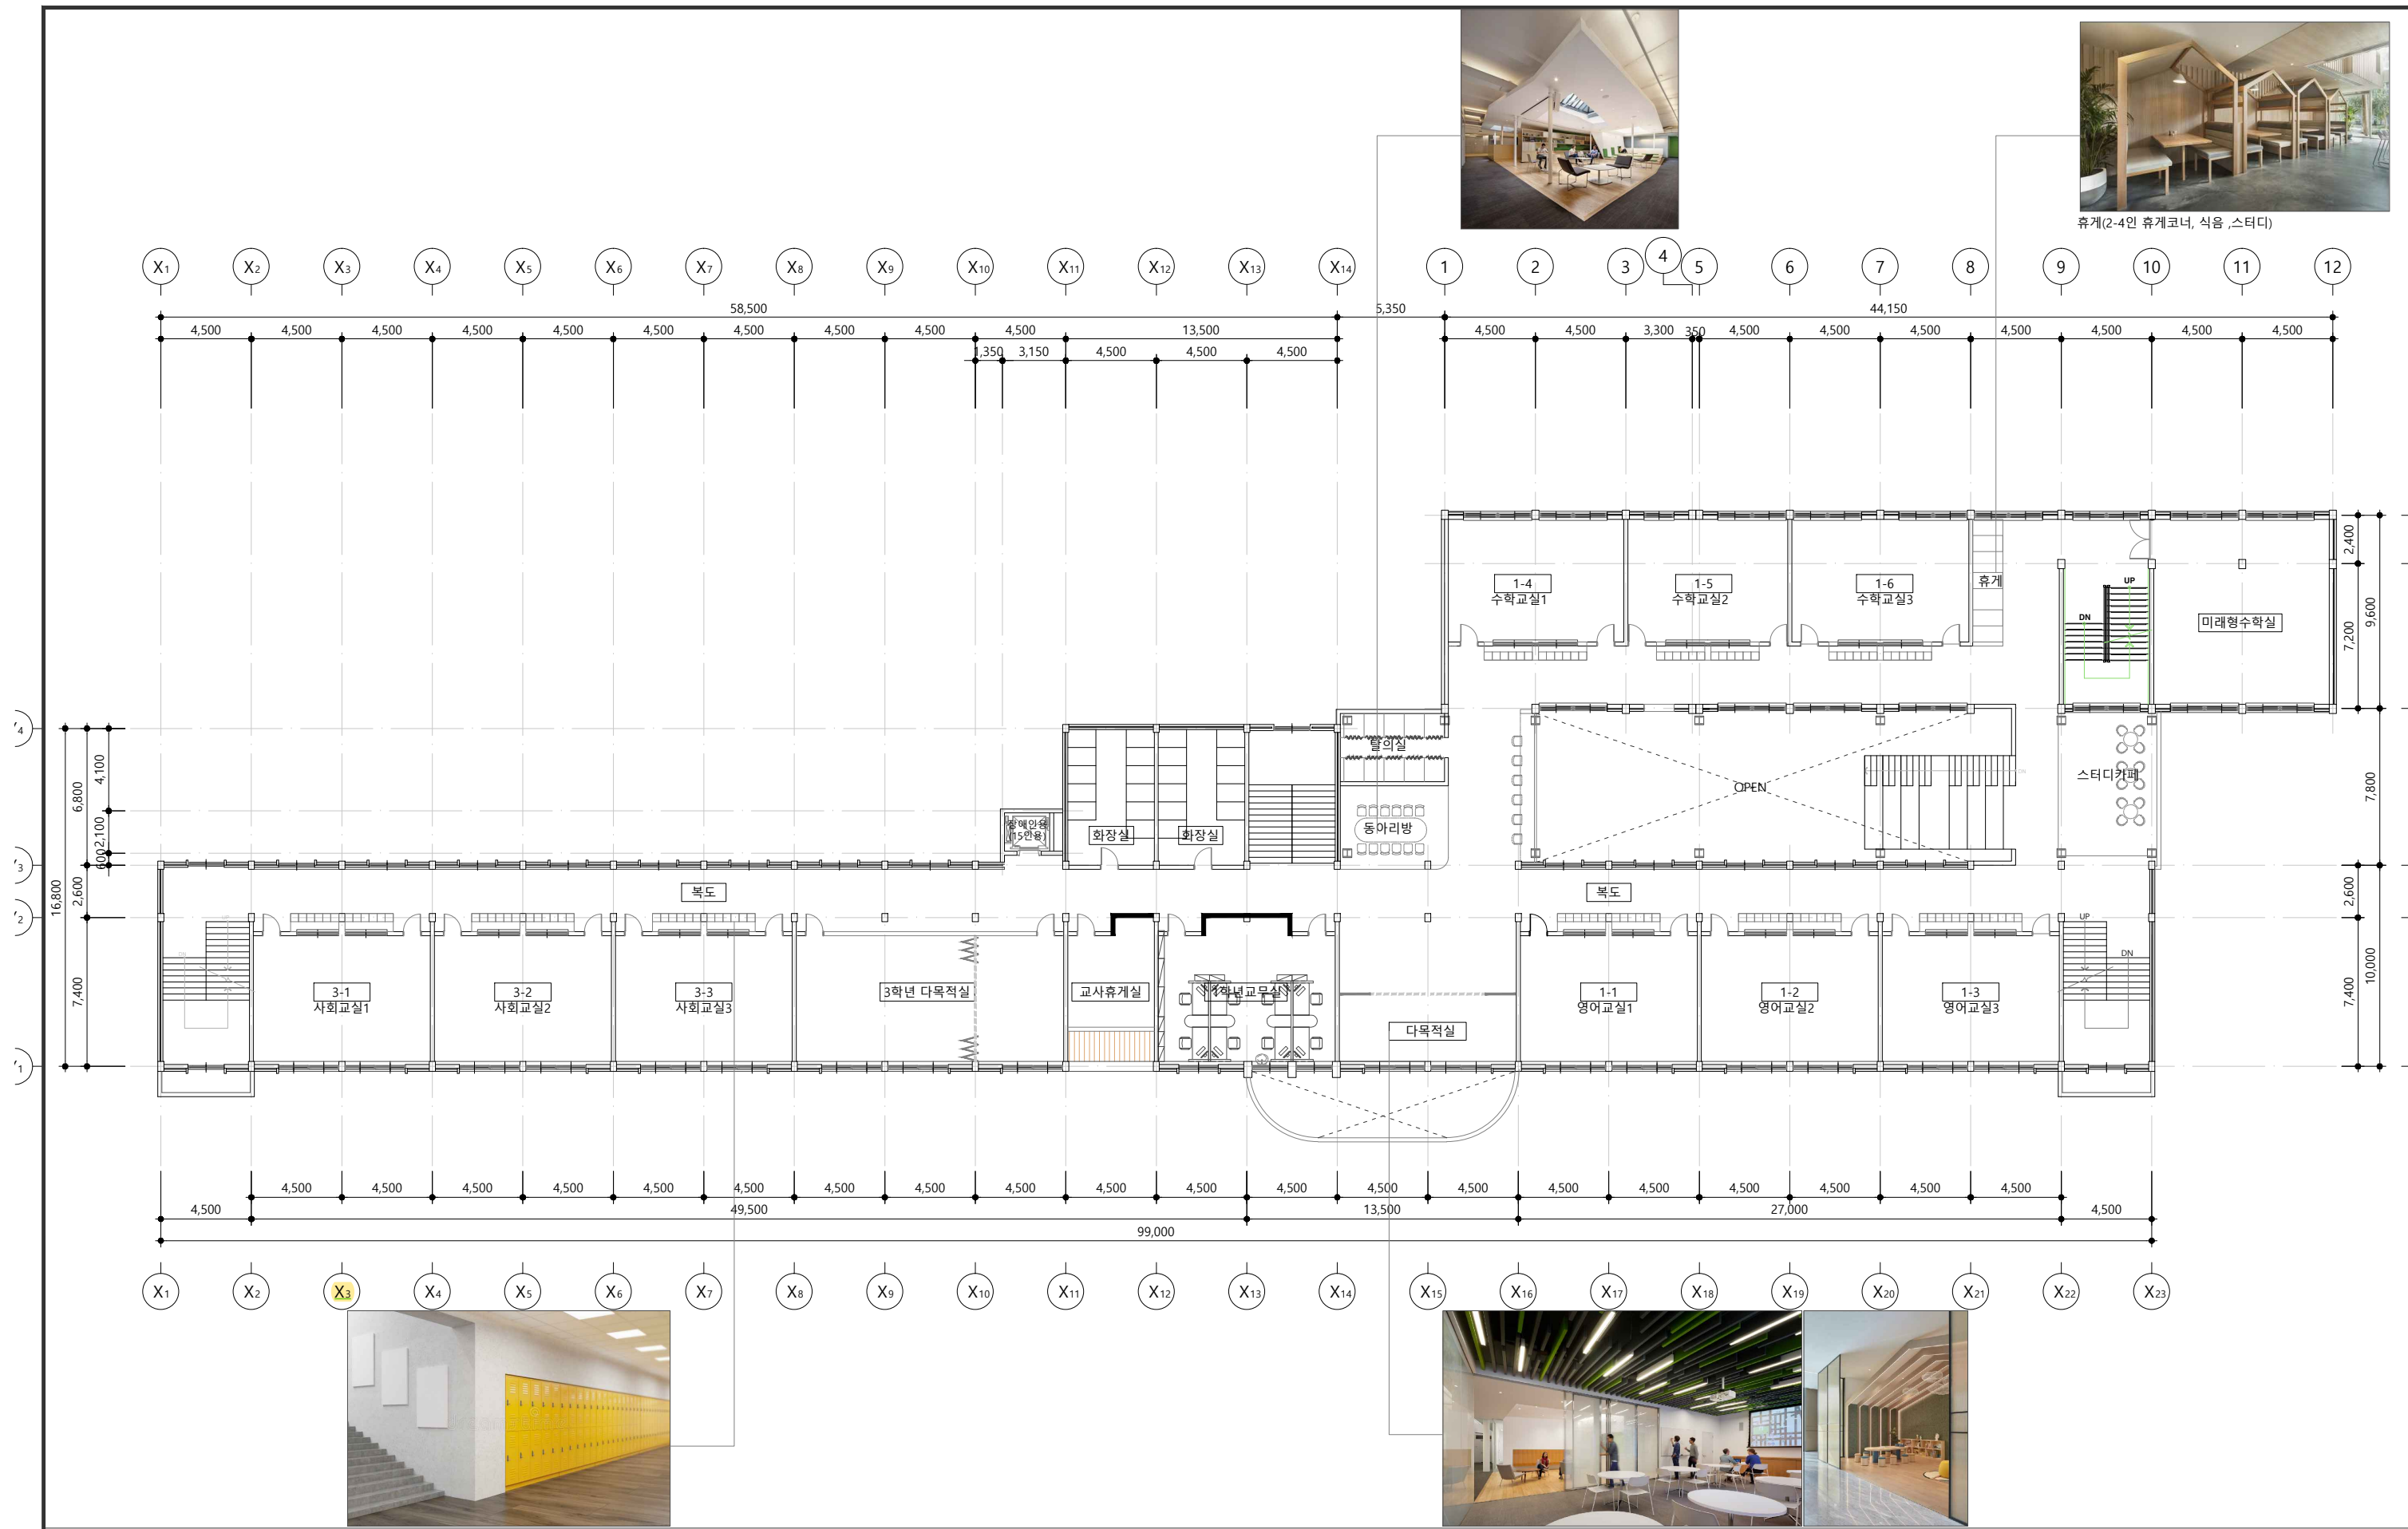 휴게(2-4인 휴게코너, 식음 ,스터디)
X1 X2 X3 X4 X5 X6 X7 X8 X9 X10 X11 X12 X13 X14 1 2 3 4 5 6 7 8 9 10 11 12
58,500 5,350 44,150
4,500 4,500 4,500 4,500 4,500 4,500 4,500 4,500 4,500 4,500 13,500 4,500 4,500 3,300 350 4,500 4,500 4,500 4,500 4,500 4,500 4,500
1,350 3,150 4,500 4,500 4,500
2,400
1-4 1-5 1-6 휴게
수학교실1 수학교실2 수학교실3
UP
DN
미래형수학실
9,600
7,200
탈의실
4,100
6,800
OPEN
DN
스터디카페
7,800
장애인용
(15인용)
화장실 화장실
동아리방
2,100
600
16,800
2,600
복도 복도
2,600
UP
DN
7,400
3-1 3-2 3-3 3학년 다목적실 교사휴게실 1학년교무실 1-1 1-2 1-3
사회교실1 사회교실2 사회교실3 영어교실1 영어교실2 영어교실3
다목적실
7,400
10,000
4,500 4,500 4,500 4,500 4,500 4,500 4,500 4,500 4,500 4,500 4,500 4,500 4,500 4,500 4,500 4,500 4,500 4,500 4,500 4,500
4,500 49,500 13,500 27,000 4,500
99,000
X1 X2 X3 X4 X5 X6 X7 X8 X9 X10 X11 X12 X13 X14 X15 X16 X17 X18 X19 X20 X21 X22 X23